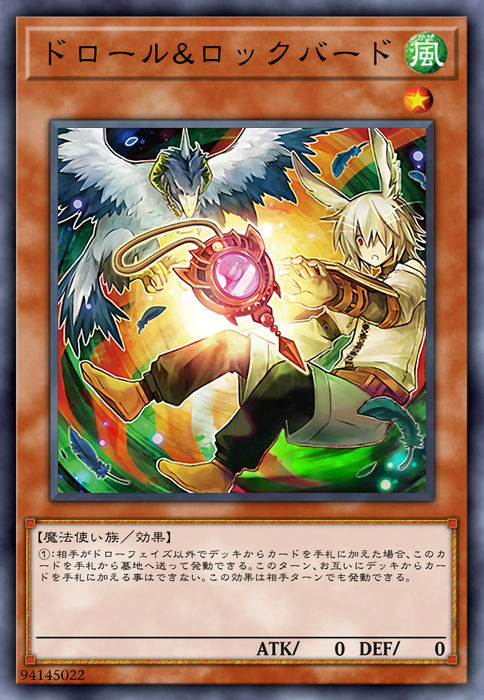 ドロール&ロックバード
風
【魔法使い族／効果】
①:相手がドローフェイズ以外でデッキからカードを手札に加えた場合、このカ
ードを手札から墓地へ送って発動できる。このターン、お互いにデッキからカー
ドを手札に加える事はできない。この効果は相手ターンでも発動できる。
ATK/ 0 DEF/ 0
94145022